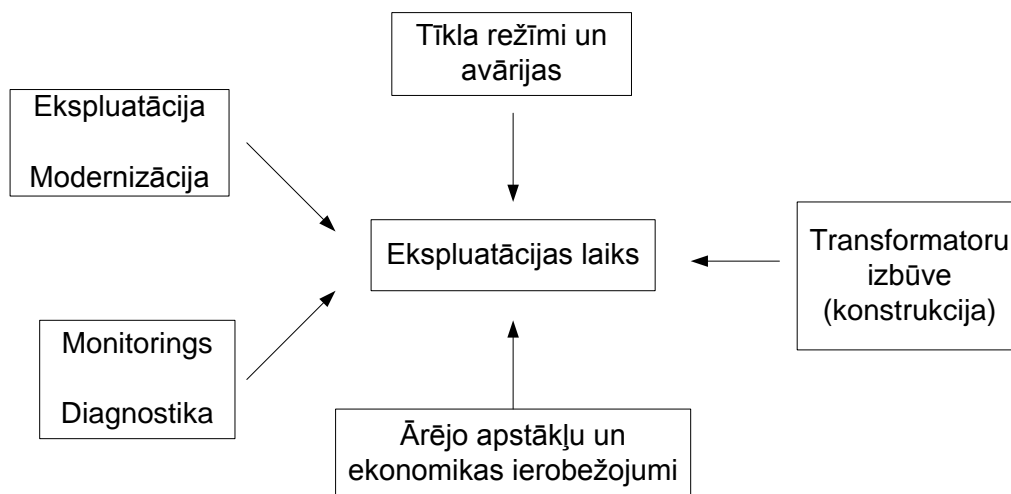 Tīkla režīmi un
avārijas
Ekspluatācija
Modernizācija
Ekspluatācijas laiks
Transformatoru
izbūve
(konstrukcija)
Monitorings
Diagnostika
Ārējo apstākļu un
ekonomikas ierobežojumi